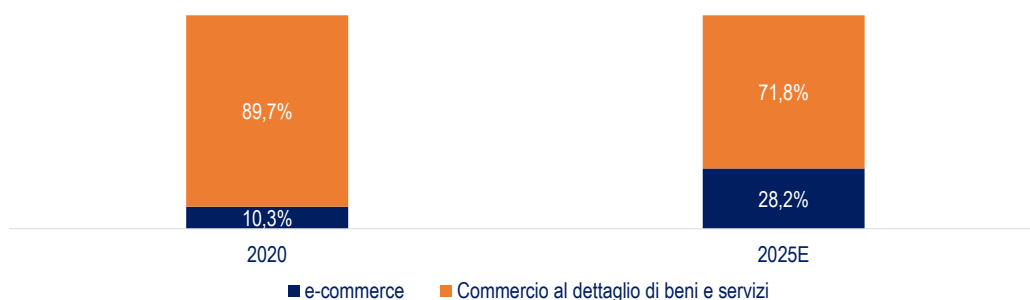 89,7%
71,8%
10,3%
28,2%
2020
2025E
e-commerce
Commercio al dettaglio di beni e servizi